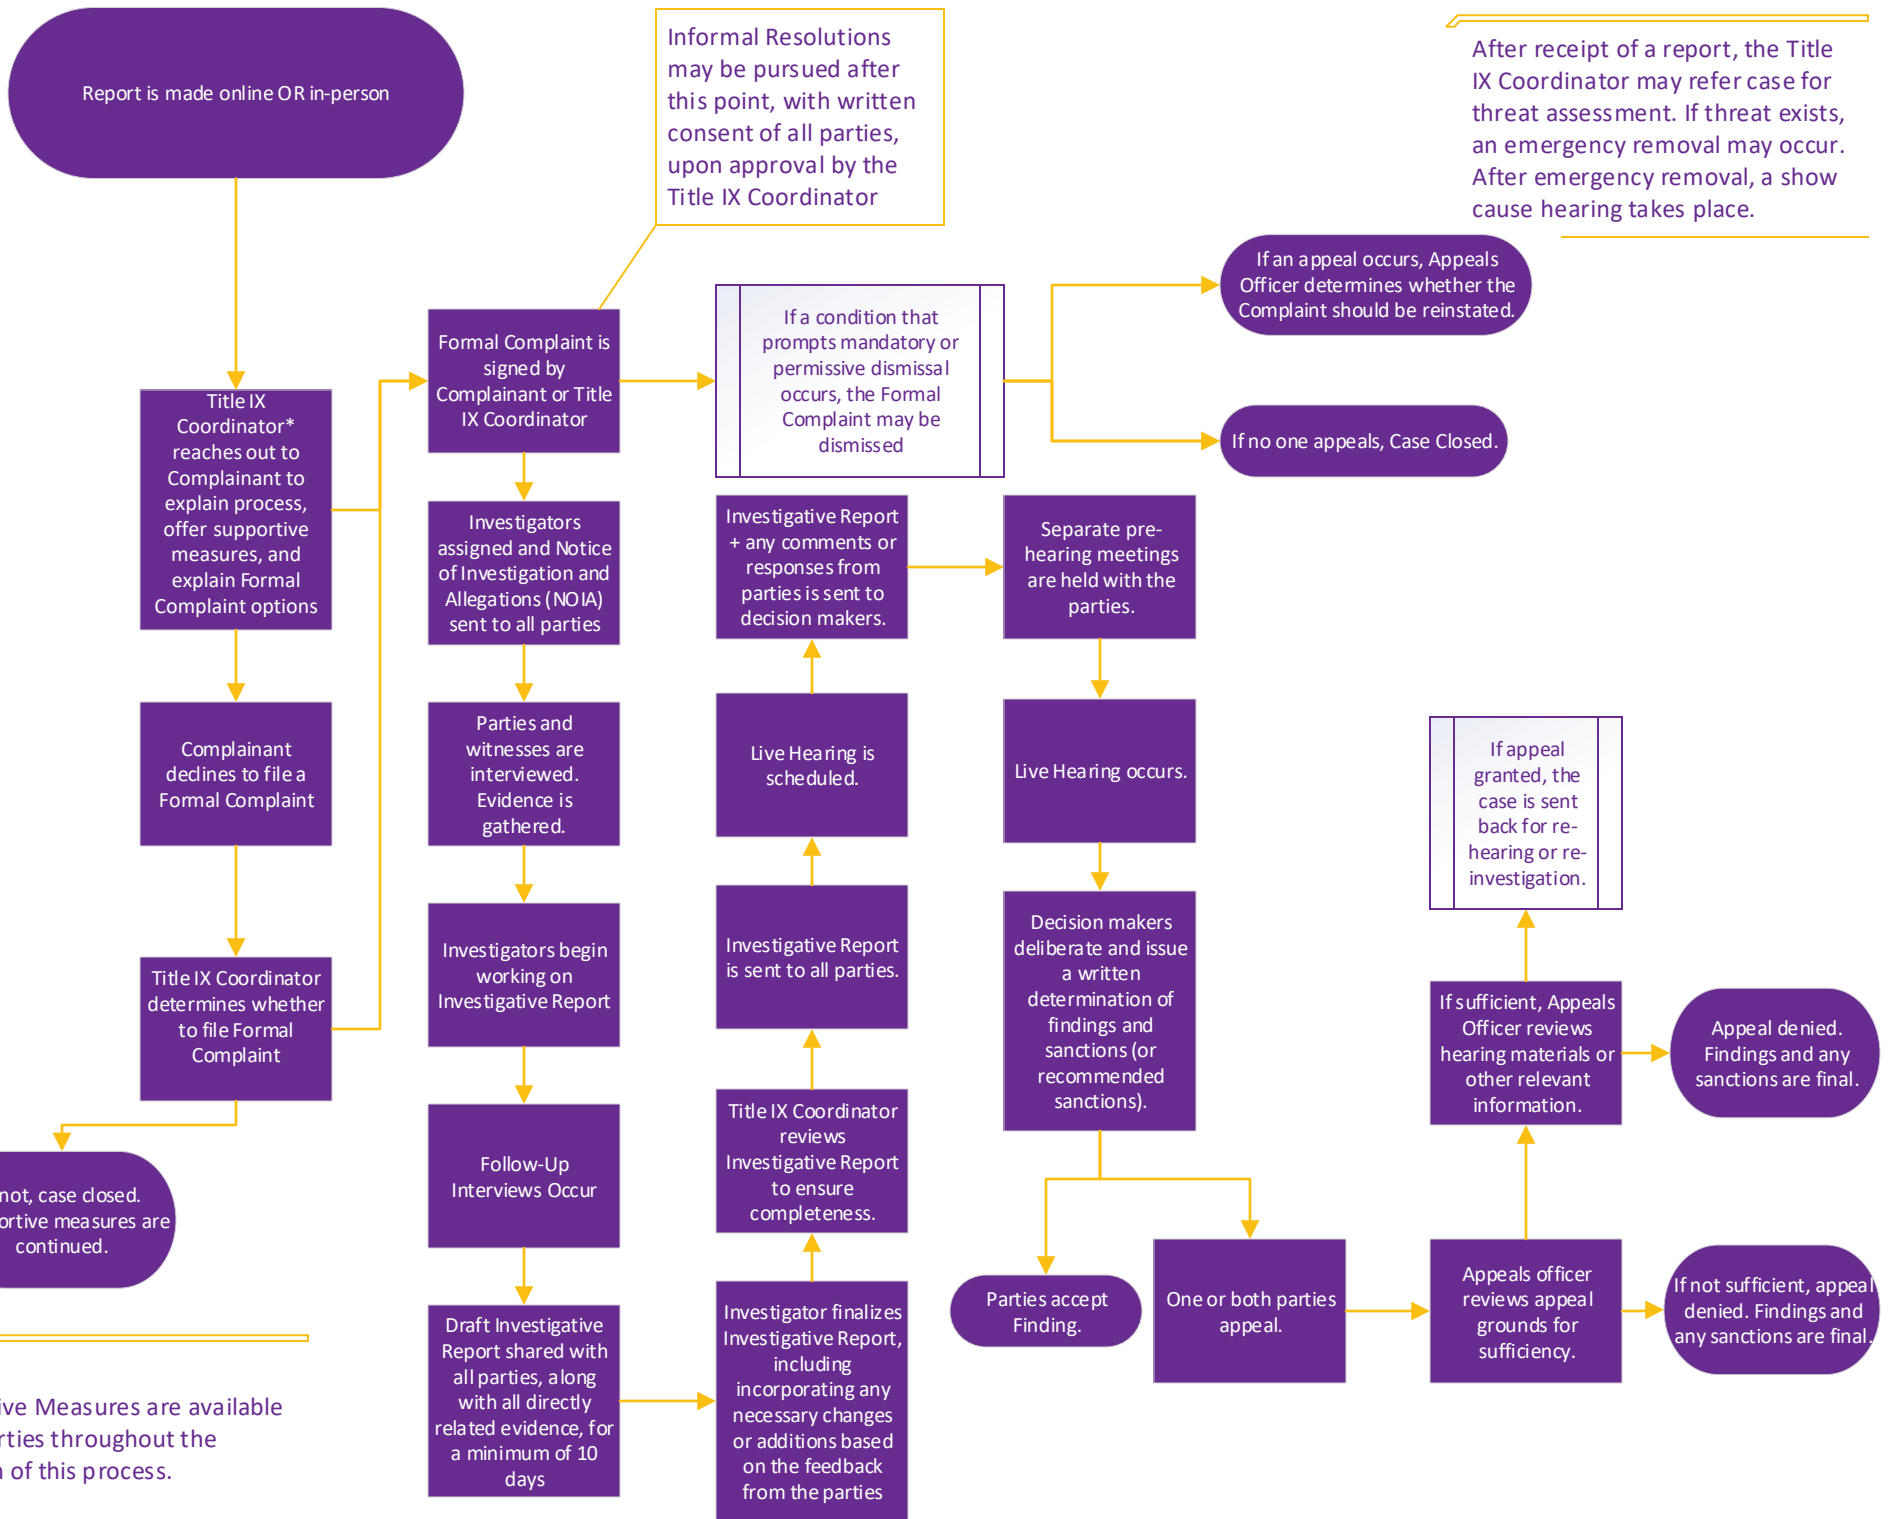 Report is made online OR in-person
Informal Resolutions
may be pursued after
this point, with written
consent of all parties,
upon approval by the
Title IX Coordinator
After receipt of a report, the Title
IX Coordinator may refer case for
threat assessment. If threat exists,
an emergency removal may occur.
After emergency removal, a show
cause hearing takes place.
Title IX
Coordinator*
reaches out to
Complainant to
explain process,
offer supportive
measures, and
explain Formal
Complaint options
Complainant
declines to file a
Formal Complaint
Title IX Coordinator
determines whether
to file Formal
Complaint
not, case closed.
ortive measures are
continued.
ive Measures are available
rties throughout the
n of this process.
Formal Complaint is
signed by
Complainant or Title
IX Coordinator
Investigators
assigned and Notice
of Investigation and
Allegations (NOIA)
sent to all parties
Parties and
witnesses are
interviewed.
Evidence is
gathered.
Investigators begin
working on
Investigative Report
Follow-Up
Interviews Occur
Draft Investigative
Report shared with
all parties, along
with all directly
related evidence, for
a minimum of 10
days
If a condition that
prompts mandatory or
permissive dismissal
occurs, the Formal
Complaint may be
dismissed
If an appeal occurs, Appeals
Officer determines whether the
Complaint should be reinstated.
If no one appeals, Case Closed.
Investigative Report
+ any comments or
responses from
parties is sent to
decision makers.
Live Hearing is
scheduled.
Investigative Report
is sent to all parties.
Title IX Coordinator
reviews
Investigative Report
to ensure
completeness.
Investigator finalizes
Investigative Report,
including
incorporating any
necessary changes
or additions based
on the feedback
from the parties
Separate pre-
hearing meetings
are held with the
parties.
Live Hearing occurs.
Decision makers
deliberate and issue
a written
determination of
findings and
sanctions (or
recommended
sanctions).
Parties accept
Finding.
One or both parties
appeal.
If appeal
granted, the
case is sent
back for re-
hearing or re-
investigation.
If sufficient, Appeals
Officer reviews
hearing materials or
other relevant
information.
Appeal denied.
Findings and any
sanctions are final.
Appeals officer
reviews appeal
grounds for
sufficiency.
If not sufficient, appeal
denied. Findings and
any sanctions are final.